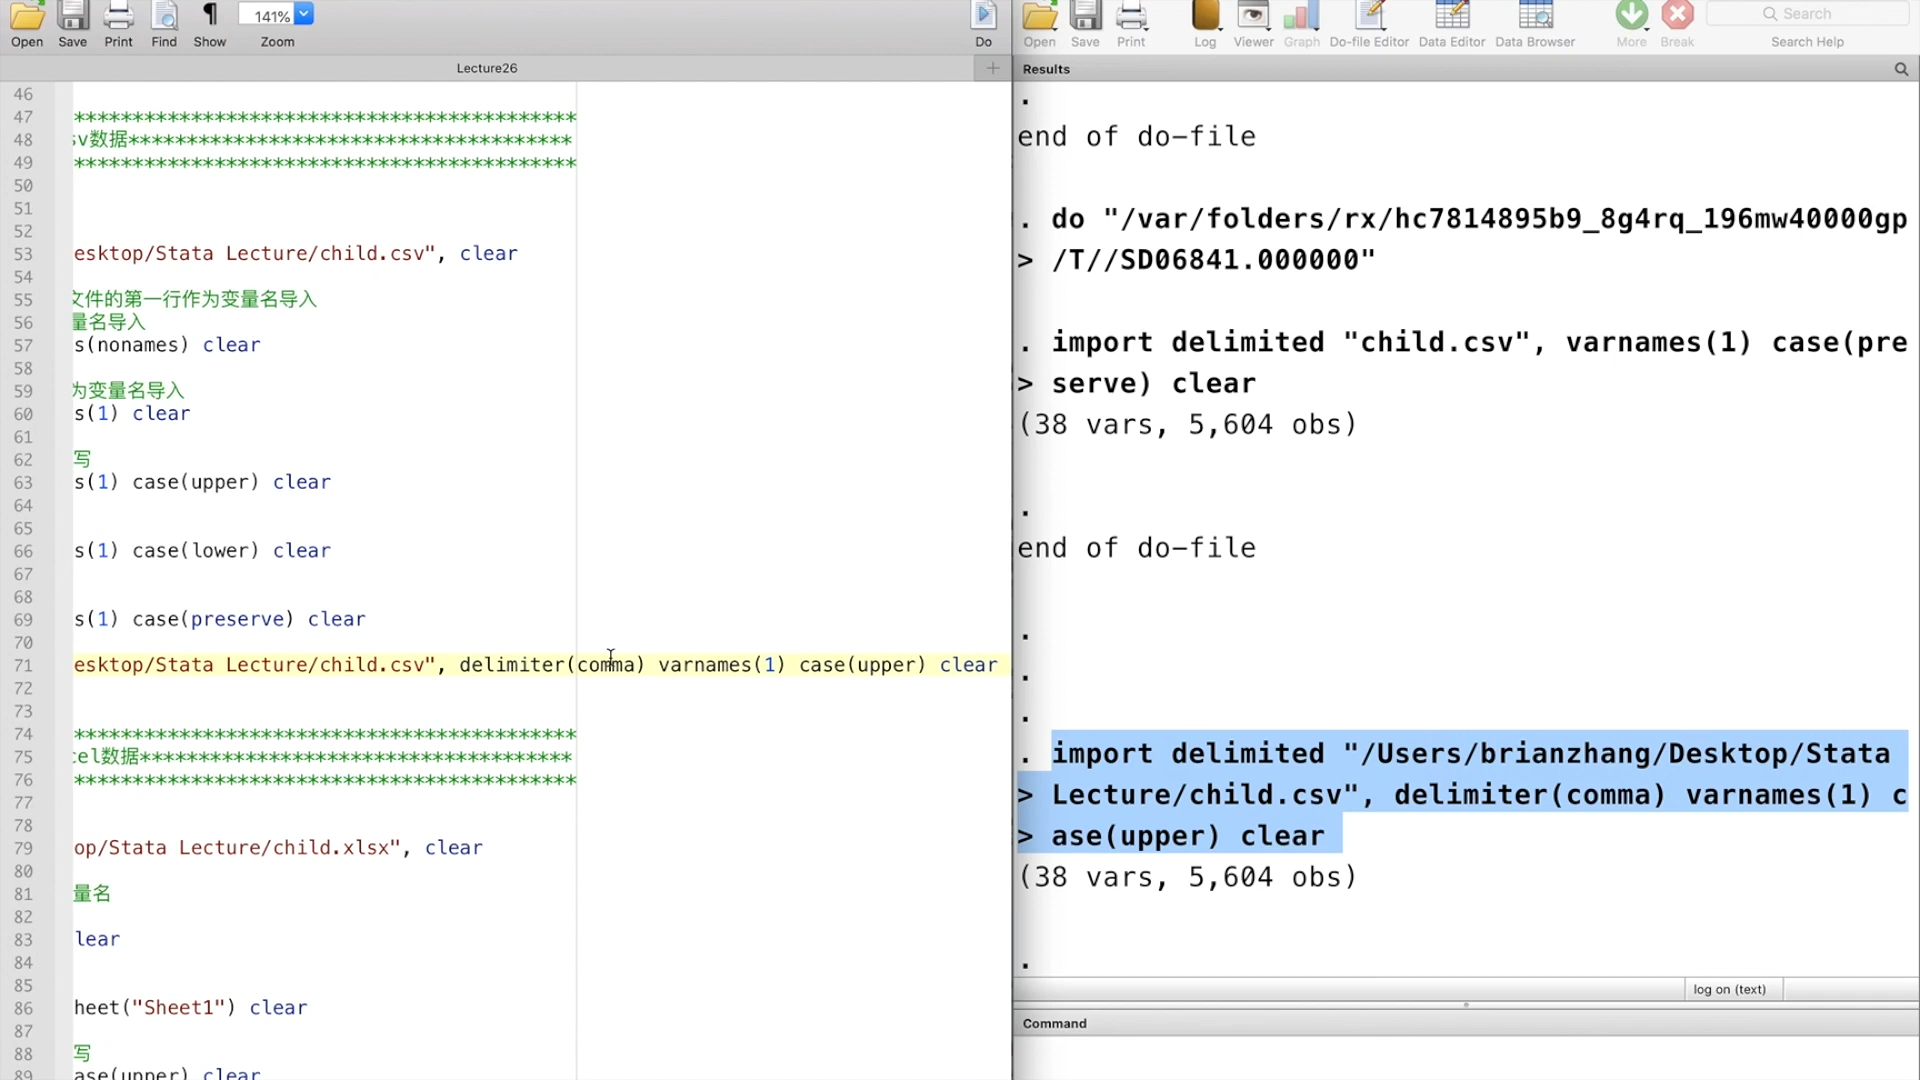 Open Save Print Find Show 141% Zoom Do
Lecture26
46
47 *******************************************
48 sv数据**************************************
49 *******************************************
50
51
52
53 esktop/Stata Lecture/child.csv", clear
54
55 文件的第一行作为变量名导入
56 量名导入
57 s(nonames) clear
58
59 为变量名导入
60 s(1) clear
61
62 写
63 s(1) case(upper) clear
64
65
66 s(1) case(lower) clear
67
68
69 s(1) case(preserve) clear
70
71 esktop/Stata Lecture/child.csv", delimiter(comma) varnames(1) case(upper) clear
72
73
74 *******************************************
75 cel数据*************************************
76 *******************************************
77
78
79 op/Stata Lecture/child.xlsx", clear
80
81 量名
82
83 lear
84
85
86 heet("Sheet1") clear
87
88 写
89 ase(upper) clear
Open Save Print Log Viewer Graph Do-file Editor Data Editor Data Browser More Break Search Search Help
Results
.
end of do-file
. do "/var/folders/rx/hc7814895b9_8g4rq_196mw40000gp
> /T//SD06841.000000"
. import delimited "child.csv", varnames(1) case(pre
> serve) clear
(38 vars, 5,604 obs)
.
end of do-file
.
.
.
. import delimited "/Users/brianzhang/Desktop/Stata
> Lecture/child.csv", delimiter(comma) varnames(1) c
> ase(upper) clear
(38 vars, 5,604 obs)
.
log on (text)
Command